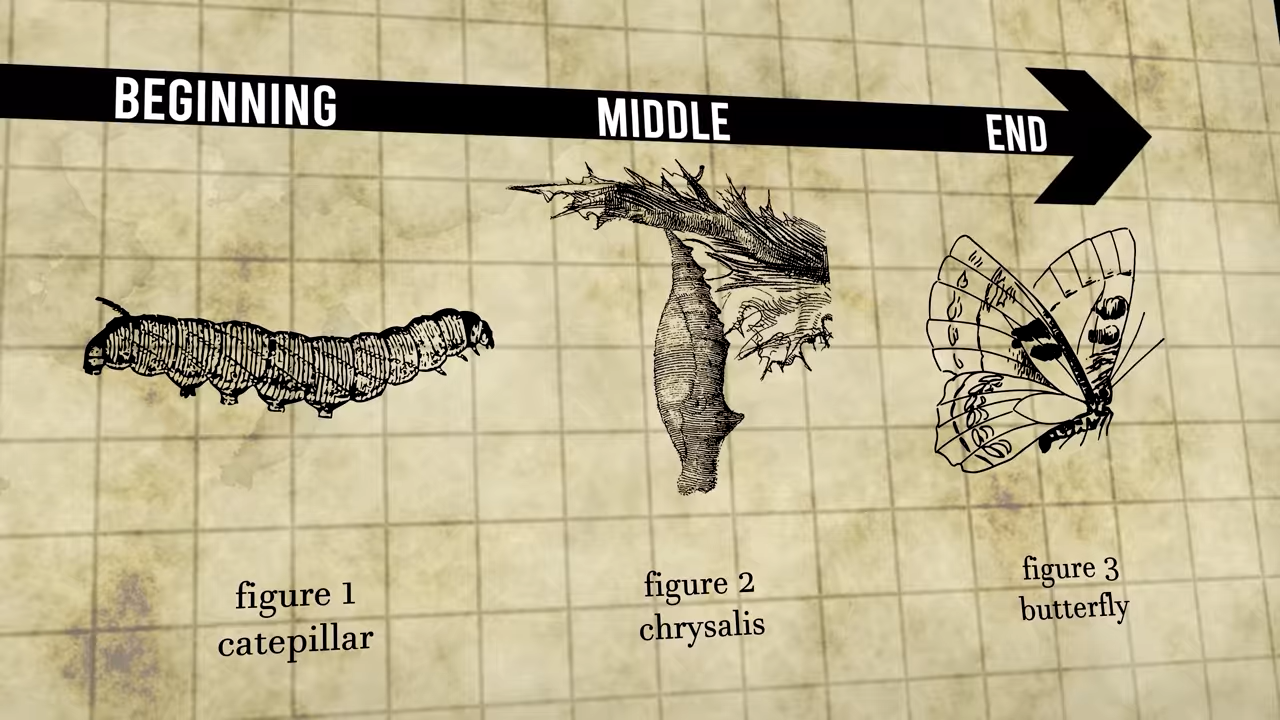 BEGINNING MIDDLE END
figure 1
catepillar
figure 2
chrysalis
figure 3
butterfly